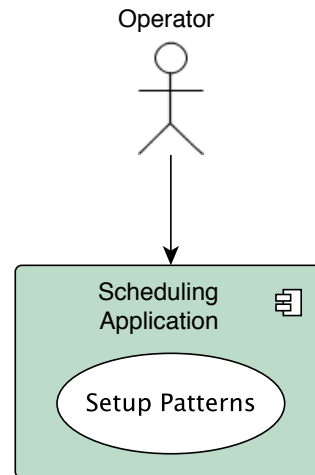 Operator
Scheduling
Application
Setup Patterns